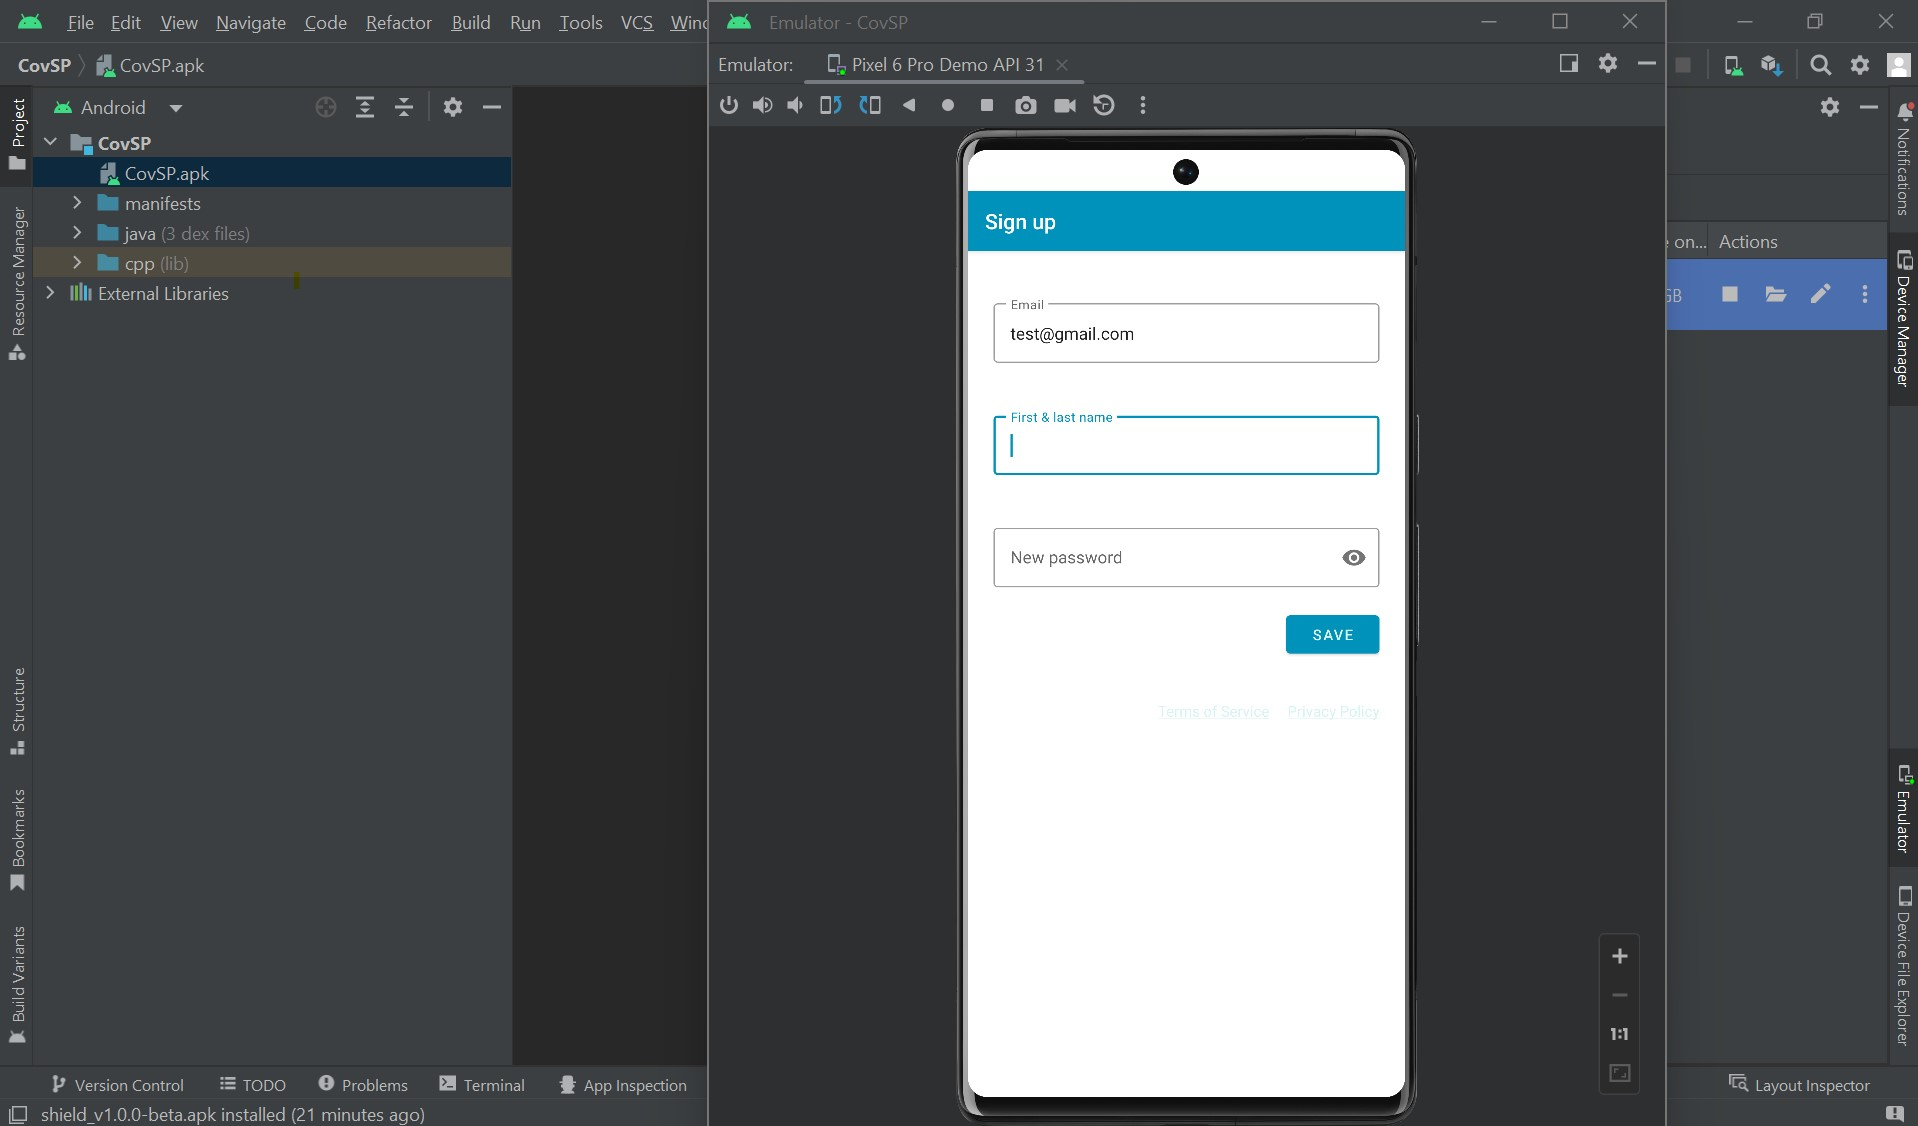 File Edit View Navigate Code Refactor Build Run Tools VCS
Emulator - CovSP
CovSP
CovSP.apk
Emulator:
Pixel 6 Pro Demo API 31
Project
Android
CovSP
CovSP.apk
manifests
java (3 dex files)
cpp (lib)
External Libraries
Resource Manager
Structure
Bookmarks
Build Variants
Sign up
Email
test@gmail.com
First & last name
New password
SAVE
Terms of Service Privacy Policy
1:1
on... Actions
GB
Notifications
Device Manager
Emulator
Device File Explorer
Version Control TODO Problems Terminal App Inspection
Layout Inspector
shield_v1.0.0-beta.apk installed (21 minutes ago)